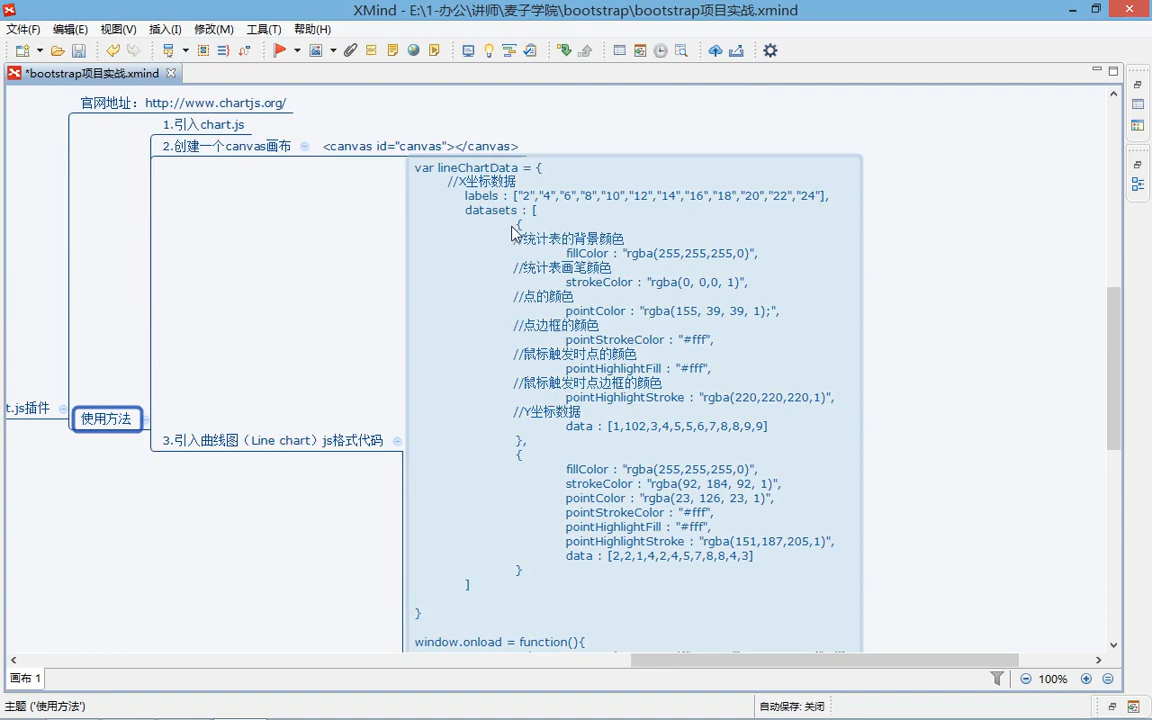 XMind - E:\1-办公\讲师\麦子学院\bootstrap\bootstrap项目实战.xmind
文件(F) 编辑(E) 视图(V) 插入(I) 修改(M) 工具(T) 帮助(H)
*bootstrap项目实战.xmind
官网地址：http://www.chartjs.org/
1.引入chart.js
2.创建一个canvas画布 <canvas id="canvas"></canvas>
var lineChartData = {
//X坐标数据
labels : ["2","4","6","8","10","12","14","16","18","20","22","24"],
datasets : [
{
//统计表的背景颜色
fillColor : "rgba(255,255,255,0)",
//统计表画笔颜色
strokeColor : "rgba(0, 0,0, 1)",
//点的颜色
pointColor : "rgba(155, 39, 39, 1);",
//点边框的颜色
pointStrokeColor : "#fff",
//鼠标触发时点的颜色
pointHighlightFill : "#fff",
//鼠标触发时点边框的颜色
pointHighlightStroke : "rgba(220,220,220,1)",
//Y坐标数据
data : [1,102,3,4,5,5,6,7,8,8,9,9]
},
{
fillColor : "rgba(255,255,255,0)",
strokeColor : "rgba(92, 184, 92, 1)",
pointColor : "rgba(23, 126, 23, 1)",
pointStrokeColor : "#fff",
pointHighlightFill : "#fff",
pointHighlightStroke : "rgba(151,187,205,1)",
data : [2,2,1,4,2,4,5,7,8,8,4,3]
}
]
}
window.onload = function(){
t.js插件
使用方法
3.引入曲线图（Line chart）js格式代码
画布 1
100%
主题 ('使用方法')
自动保存: 关闭